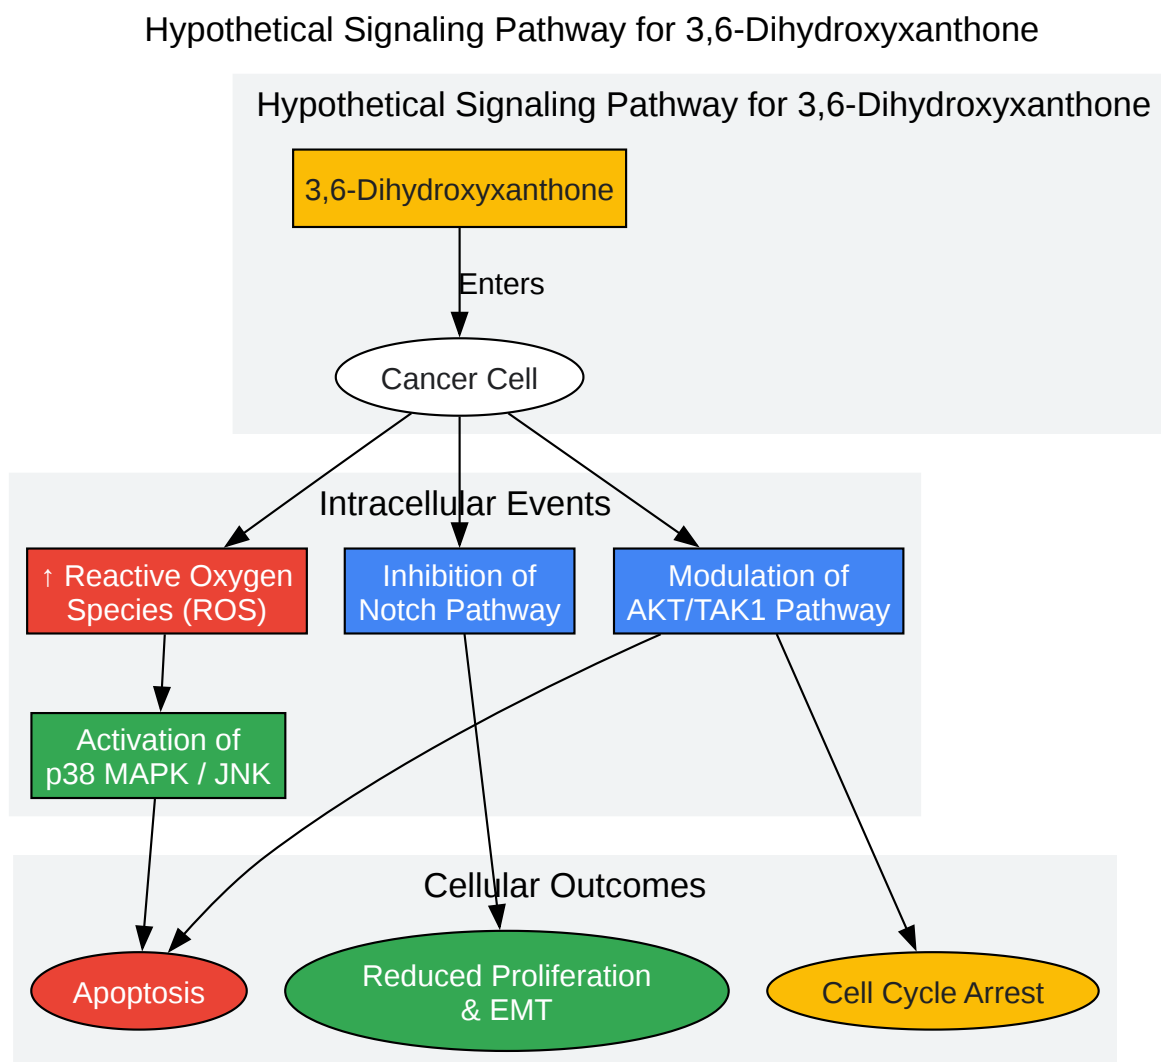 Hypothetical Signaling Pathway for 3,6-Dihydroxyxanthone
Hypothetical Signaling Pathway for 3,6-Dihydroxyxanthone
3,6-Dihydroxyxanthone
Enters
Cancer Cell
Intracellular Events
↑ Reactive Oxygen
Species (ROS)
Inhibition of
Notch Pathway
Modulation of
AKT/TAK1 Pathway
Activation of
p38 MAPK / JNK
Cellular Outcomes
Apoptosis
Reduced Proliferation
& EMT
Cell Cycle Arrest